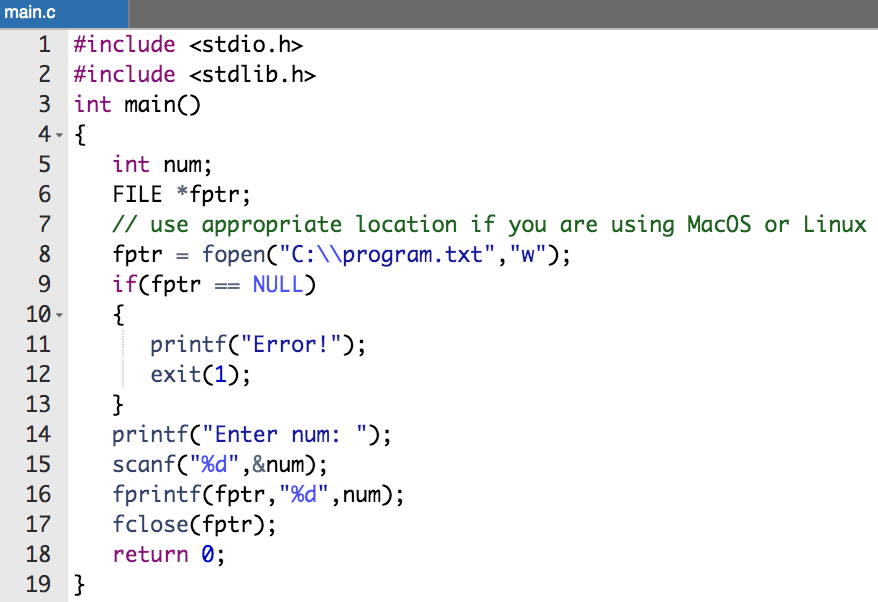 main.c
1 #include <stdio.h>
2 #include <stdlib.h>
3 int main()
4 {
5    int num;
6    FILE *fptr;
7    // use appropriate location if you are using MacOS or Linux
8    fptr = fopen("C:\\program.txt","w");
9    if(fptr == NULL)
10    {
11       printf("Error!");
12       exit(1);
13    }
14    printf("Enter num: ");
15    scanf("%d",&num);
16    fprintf(fptr,"%d",num);
17    fclose(fptr);
18    return 0;
19 }